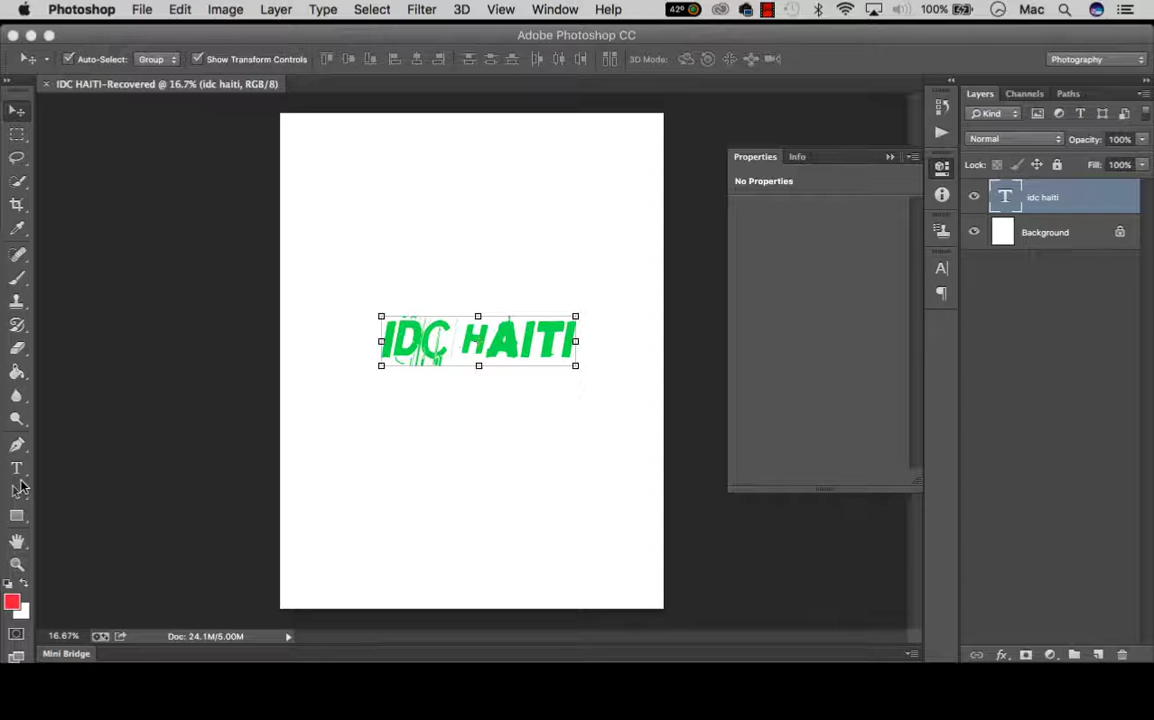 Photoshop File Edit Image Layer Type Select Filter 3D View Window Help 42° 100% Mac
Adobe Photoshop CC
Auto-Select: Group Show Transform Controls 3D Mode: Photography
× IDC HAITI-Recovered @ 16.7% (idc haiti, RGB/8)
Layers Channels Paths
Kind
Normal Opacity: 100%
Lock: Fill: 100%
T idc haiti
Background
Properties Info
No Properties
IDC HAITI
16.67% Doc: 24.1M/5.00M
Mini Bridge